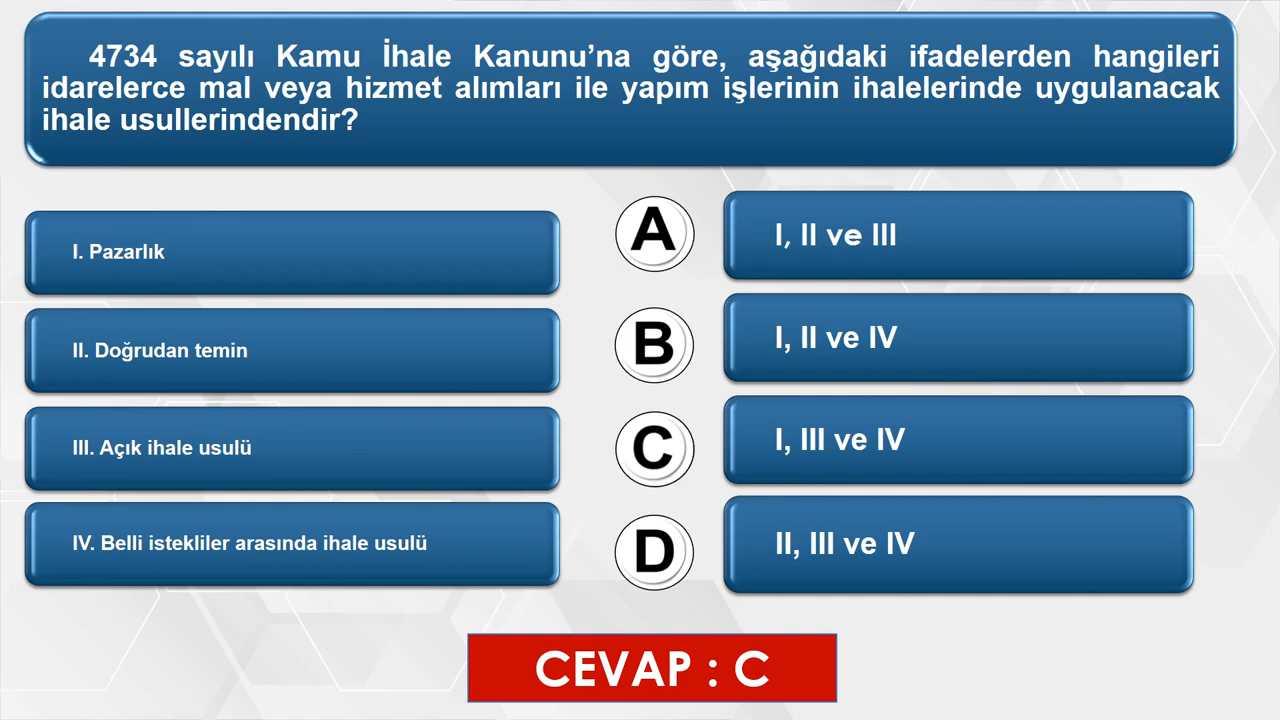 4734 sayılı Kamu İhale Kanunu’na göre, aşağıdaki ifadelerden hangileri
idarelerce mal veya hizmet alımları ile yapım işlerinin ihalelerinde uygulanacak
ihale usullerindendir?
I. Pazarlık
II. Doğrudan temin
III. Açık ihale usulü
IV. Belli istekliler arasında ihale usulü
A
I, II ve III
B
I, II ve IV
C
I, III ve IV
D
II, III ve IV
CEVAP : C